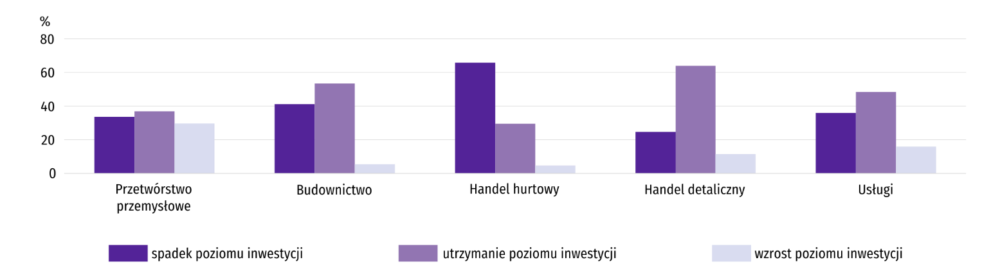 %
80
60
40
20
0
Przetwórstwo
przemysłowe
Budownictwo
Handel hurtowy
Handel detaliczny
Usługi
spadek poziomu inwestycji
utrzymanie poziomu inwestycji
wzrost poziomu inwestycji